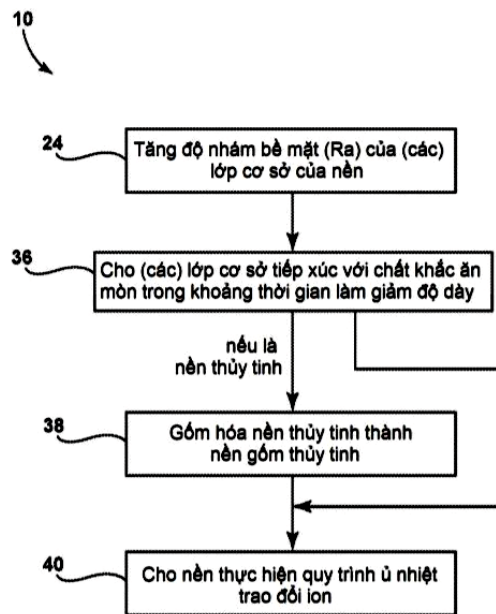 10
24
Tăng độ nhám bề mặt (Ra) của (các)
lớp cơ sở của nền
36
Cho (các) lớp cơ sở tiếp xúc với chất khắc ăn
mòn trong khoảng thời gian làm giảm độ dày
nếu là
nền thủy tinh
38
Gốm hóa nền thủy tinh thành
nền gốm thủy tinh
40
Cho nền thực hiện quy trình ủ nhiệt
trao đổi ion